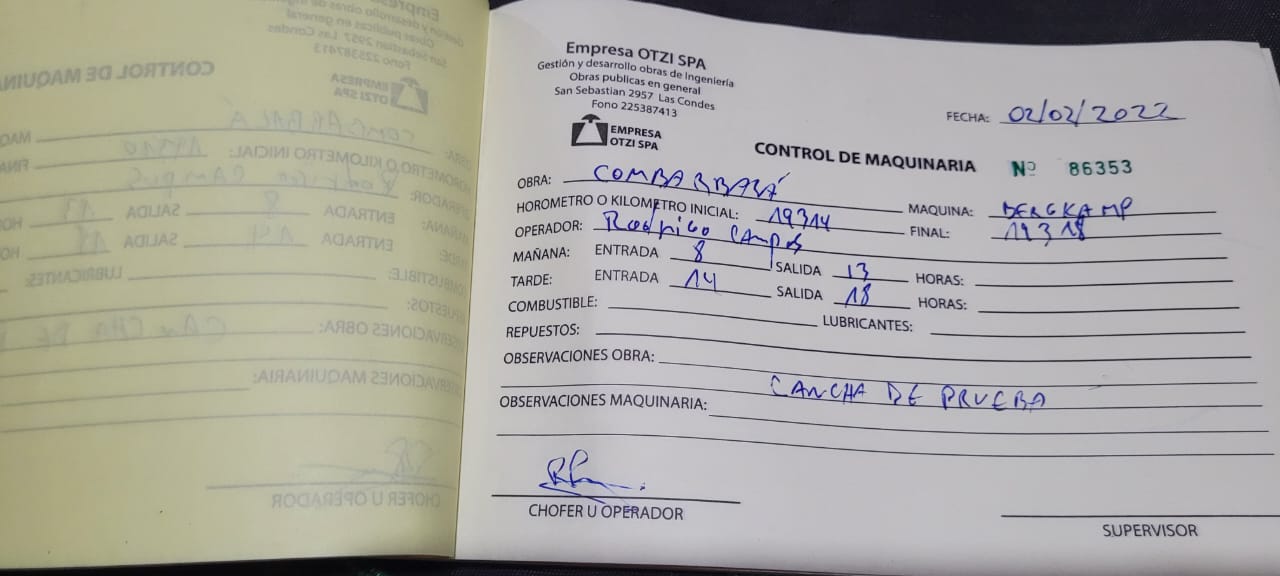 Empresa OTZI SPA
Gestión y desarrollo obras de Ingeniería
Obras publicas en general
San Sebastian 2957 Las Condes
Fono 225387413
EMPRESA
OTZI SPA
FECHA: 02/02/2022
CONTROL DE MAQUINARIA Nº 86353
OBRA: COMBARBALÁ
MAQUINA: BERGKAMP
HOROMETRO O KILOMETRO INICIAL: 19314
FINAL: 19318
OPERADOR: Rodrigo Campos
MAÑANA: ENTRADA 8 SALIDA 13 HORAS:
TARDE: ENTRADA 14 SALIDA 18 HORAS:
COMBUSTIBLE: LUBRICANTES:
REPUESTOS:
OBSERVACIONES OBRA:
CANCHA DE PRUEBA
OBSERVACIONES MAQUINARIA:
CHOFER U OPERADOR
SUPERVISOR